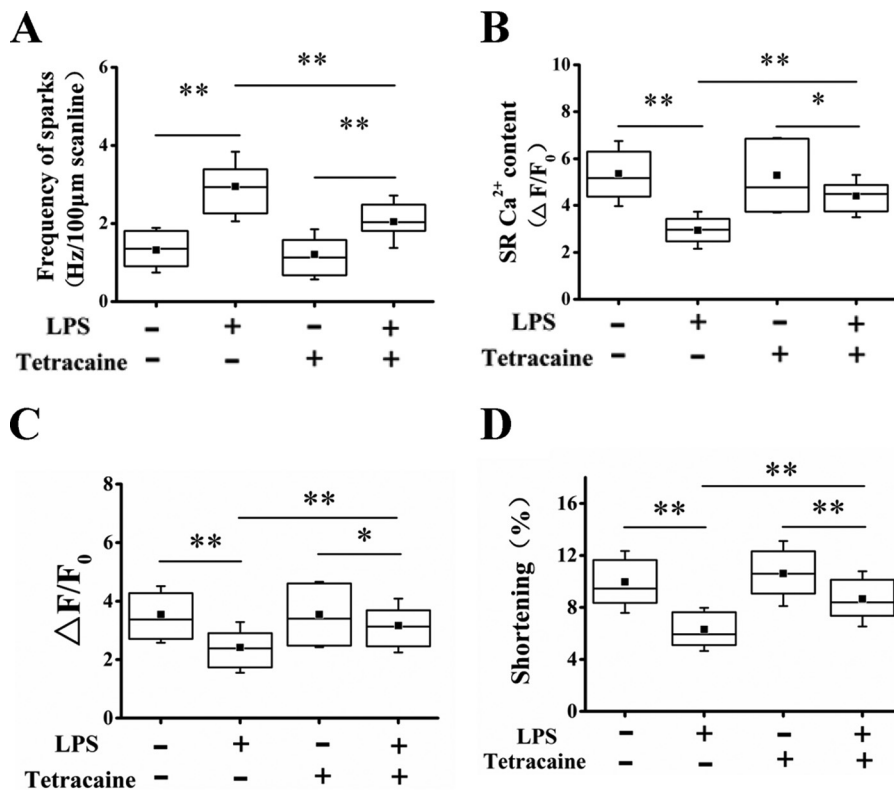 A
Frequency of sparks
(Hz/100μm scanline)
6
4
2
0
**
**
**
LPS - + - +
Tetracaine - - + +
B
SR Ca2+ content
(△F/F0)
10
8
6
4
2
0
**
**
*
LPS - + - +
Tetracaine - - + +
C
△F/F0
8
6
4
2
0
**
**
*
LPS - + - +
Tetracaine - - + +
D
Shortening (%)
16
12
8
4
0
**
**
**
LPS - + - +
Tetracaine - - + +